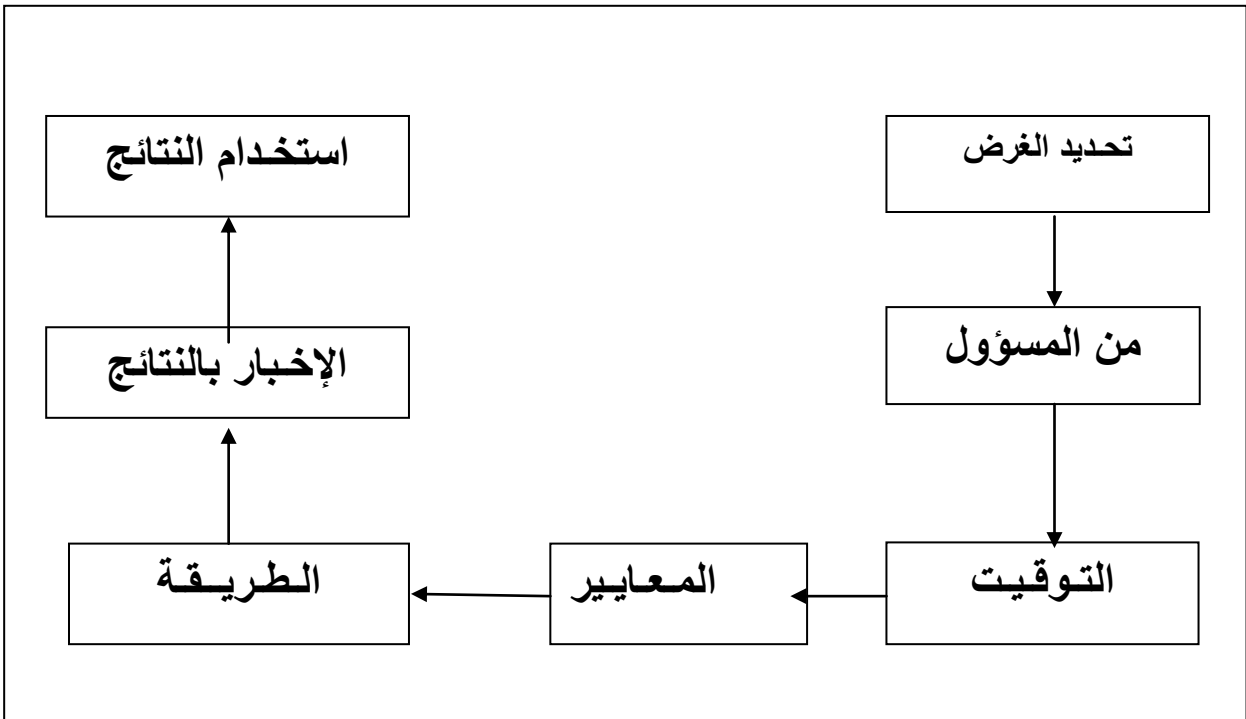 تحديد الغرض
من المسؤول
التوقيت
المعايير
الطريقة
الإخبار بالنتائج
استخدام النتائج